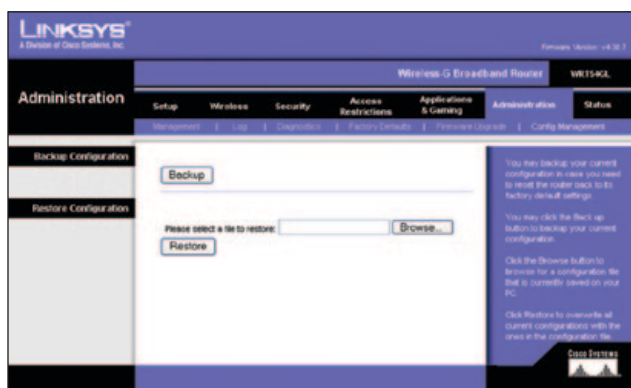 LINKSYS®
A Division of Cisco Systems, Inc.
Firmware Version: v4.30.7
Wireless-G Broadband Router WRT54GL
Administration
Setup Wireless Security Access Restrictions Applications & Gaming Administration Status
Management | Log | Diagnostics | Factory Defaults | Firmware Upgrade | Config Management
Backup Configuration
Backup
Restore Configuration
Please select a file to restore: Browse...
Restore
You may backup your current
configuration in case you need
to reset the router back to its
factory default settings.
You may click the Back up
button to backup your current
configuration.
Click the Browse button to
browse for a configuration file
that is currently saved on your
PC.
Click Restore to overwrite all
current configurations with the
ones in the configuration file.
CISCO SYSTEMS